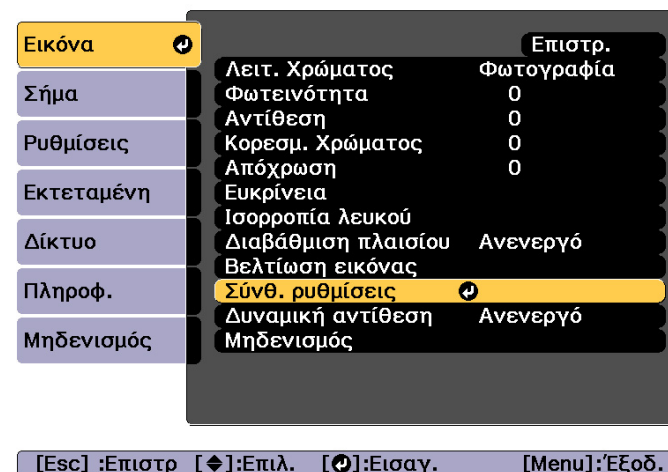 Εικόνα
Σήμα
Ρυθμίσεις
Εκτεταμένη
Δίκτυο
Πληροφ.
Μηδενισμός
Επιστρ.
Λειτ. Χρώματος Φωτογραφία
Φωτεινότητα 0
Αντίθεση 0
Κορεσμ. Χρώματος 0
Απόχρωση 0
Ευκρίνεια
Ισορροπία λευκού
Διαβάθμιση πλαισίου Ανενεργό
Βελτίωση εικόνας
Σύνθ. ρυθμίσεις
Δυναμική αντίθεση Ανενεργό
Μηδενισμός
[Esc] :Επιστρ [◆]:Επιλ. [↵]:Εισαγ. [Menu]:Έξοδ.